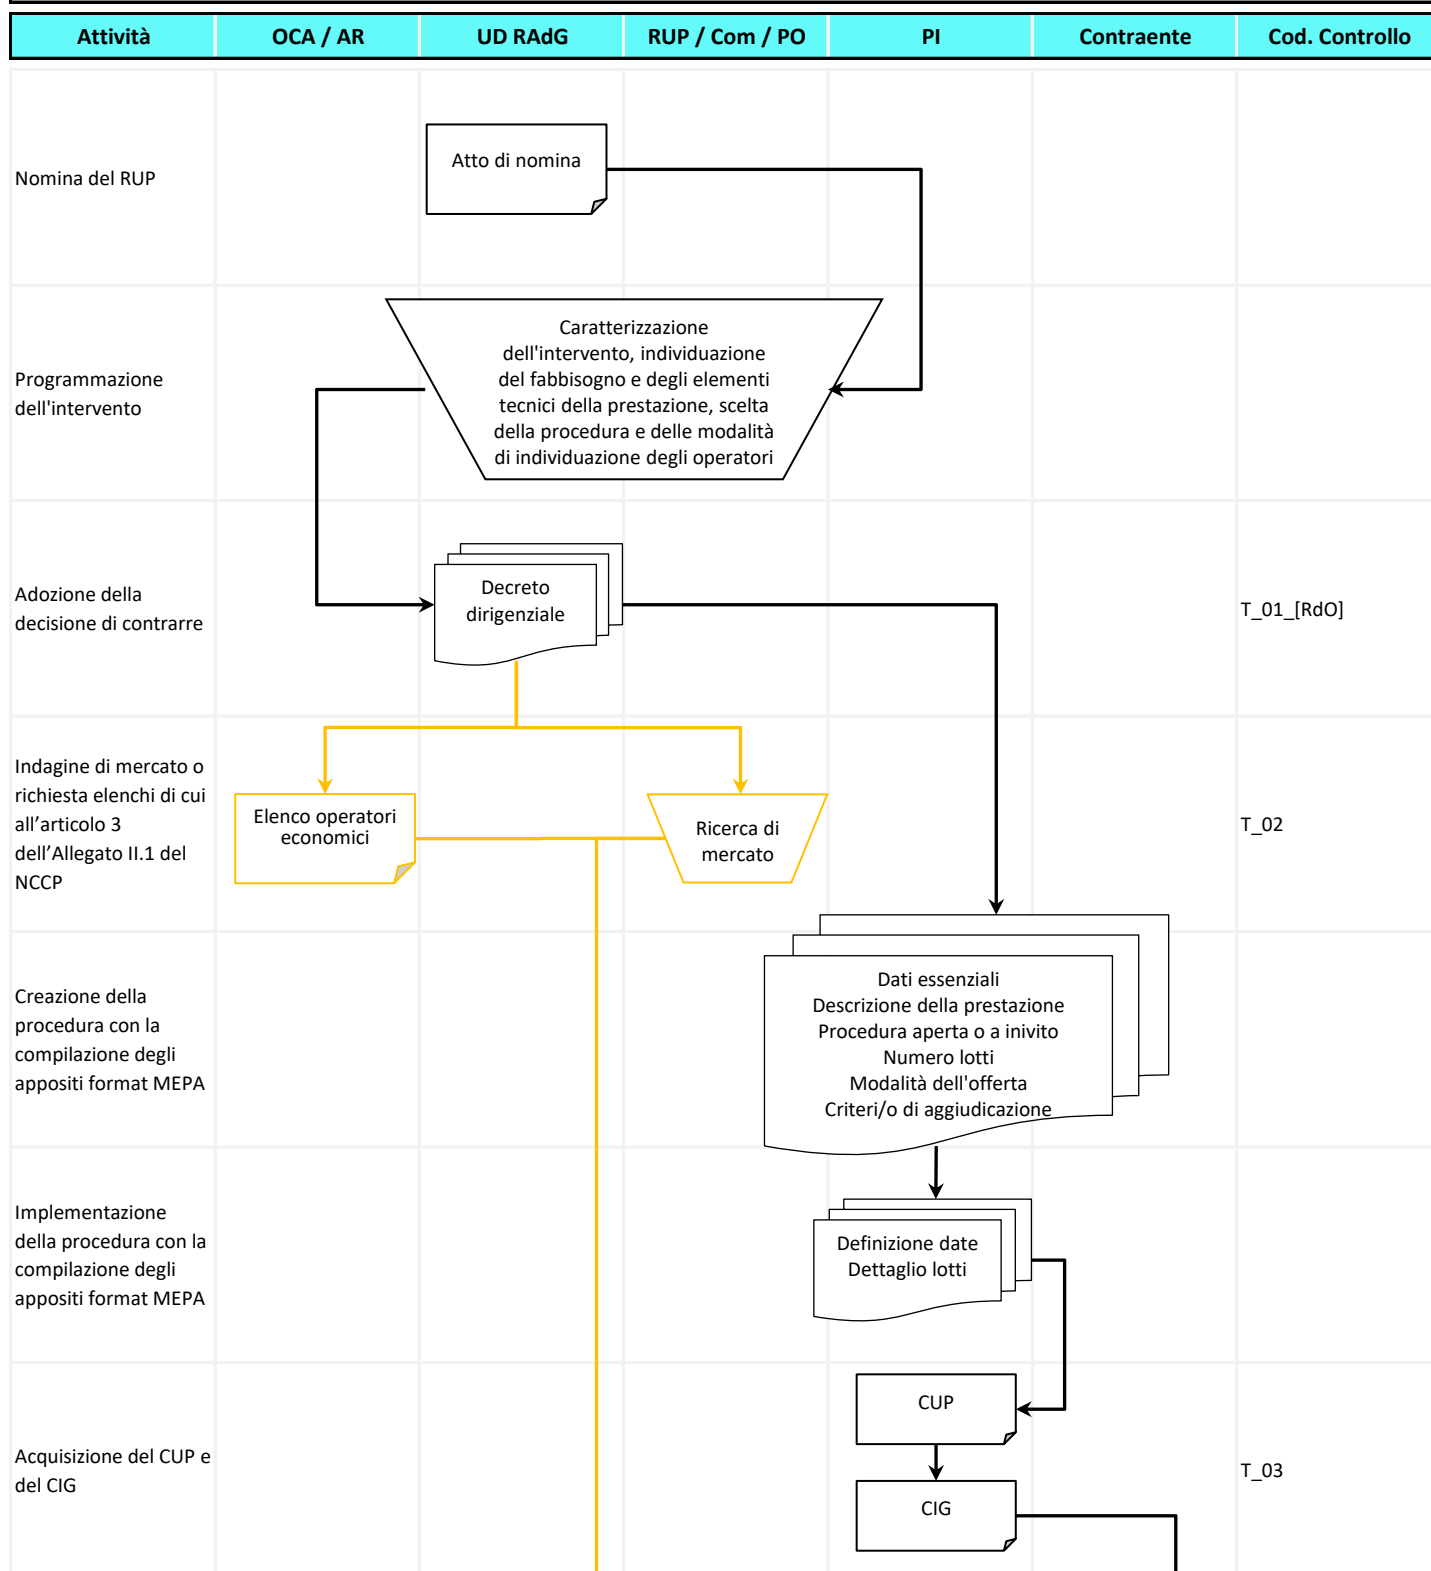 Attività OCA / AR UD RAdG RUP / Com / PO PI Contraente Cod. Controllo
Nomina del RUP
Atto di nomina
Programmazione
dell'intervento
Caratterizzazione
dell'intervento, individuazione
del fabbisogno e degli elementi
tecnici della prestazione, scelta
della procedura e delle modalità
di individuazione degli operatori
Adozione della
decisione di contrarre
Decreto
dirigenziale
T_01_[RdO]
Indagine di mercato o
richiesta elenchi di cui
all’articolo 3
dell’Allegato II.1 del
NCCP
Elenco operatori
economici
Ricerca di
mercato
T_02
Creazione della
procedura con la
compilazione degli
appositi format MEPA
Dati essenziali
Descrizione della prestazione
Procedura aperta o a inivito
Numero lotti
Modalità dell'offerta
Criteri/o di aggiudicazione
Implementazione
della procedura con la
compilazione degli
appositi format MEPA
Definizione date
Dettaglio lotti
Acquisizione del CUP e
del CIG
CUP
CIG
T_03